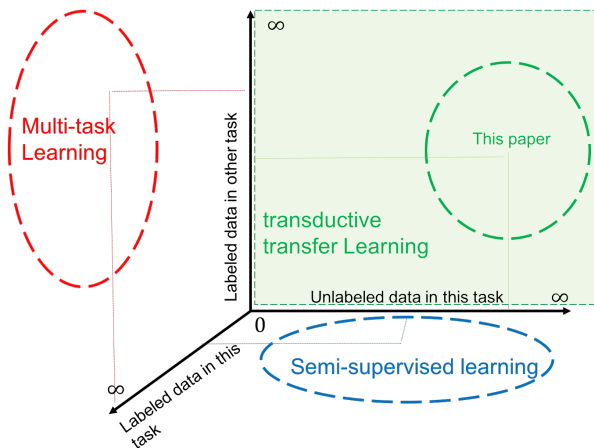 ∞
Multi-task
Learning
Labeled data in other task
This paper
transductive
transfer Learning
Unlabeled data in this task
∞
0
Semi-supervised learning
∞
Labeled data in this
task